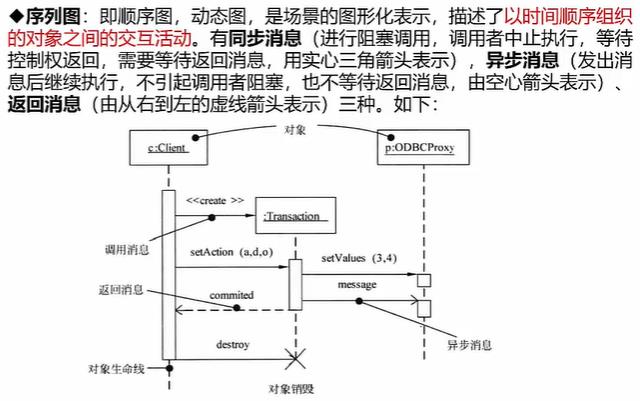 ◆序列图：即顺序图，动态图，是场景的图形化表示，描述了以时间顺序组织
的对象之间的交互活动。有同步消息（进行阻塞调用，调用者中止执行，等待
控制权返回，需要等待返回消息，用实心三角箭头表示），异步消息（发出消
息后继续执行，不引起调用者阻塞，也不等待返回消息，由空心箭头表示）、
返回消息（由从右到左的虚线箭头表示）三种。如下：
对象
c:Client
p:ODBCProxy
<<create >>
:Transaction
调用消息
setAction (a,d,o)
setValues (3,4)
返回消息
commited
message
异步消息
destroy
对象生命线
对象销毁